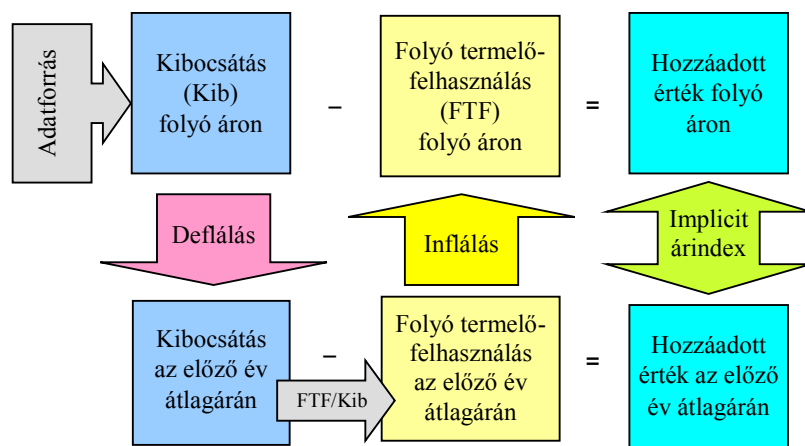 Adatforrás
Kibocsátás
(Kib)
folyó áron
–
Folyó termelő-
felhasználás
(FTF)
folyó áron
=
Hozzáadott
érték folyó
áron
Deflálás
Inflálás
Implicit
árindex
Kibocsátás
az előző év
átlagárán
–
FTF/Kib
Folyó termelő-
felhasználás
az előző év
átlagárán
=
Hozzáadott
érték az előző
év átlagárán